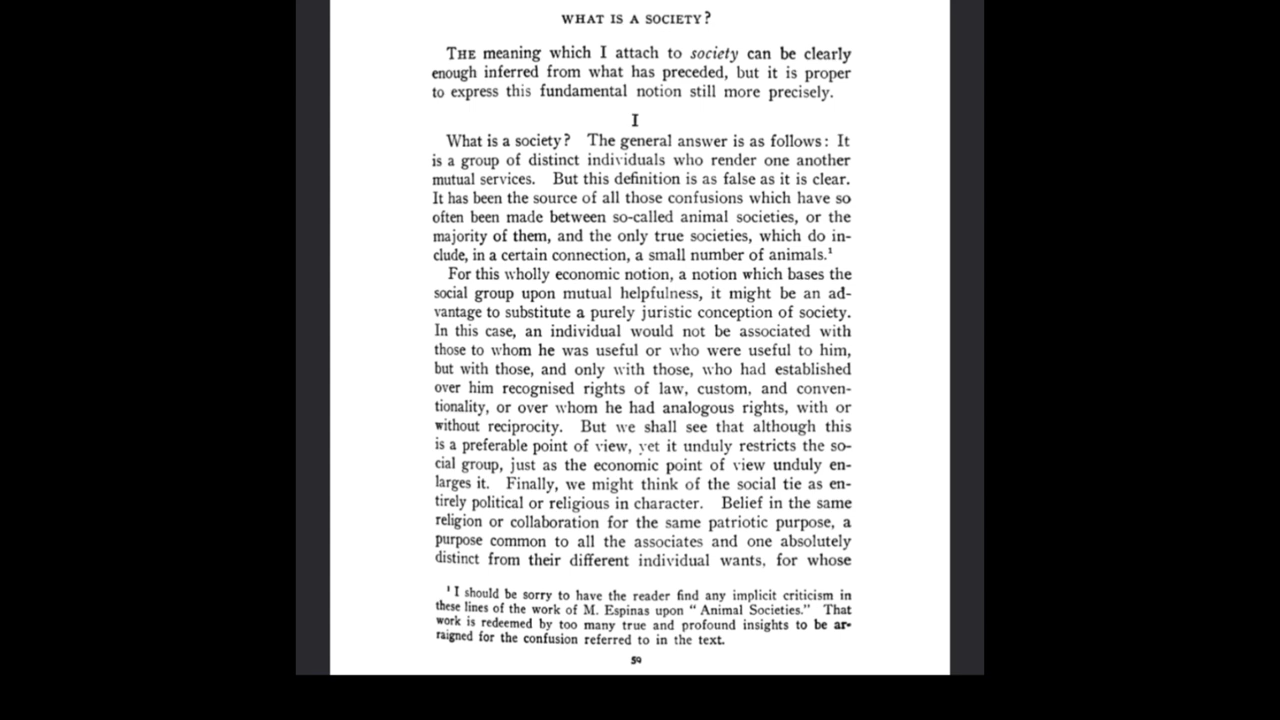 WHAT IS A SOCIETY?
THE meaning which I attach to society can be clearly
enough inferred from what has preceded, but it is proper
to express this fundamental notion still more precisely.
I
What is a society? The general answer is as follows: It
is a group of distinct individuals who render one another
mutual services. But this definition is as false as it is clear.
It has been the source of all those confusions which have so
often been made between so-called animal societies, or the
majority of them, and the only true societies, which do in-
clude, in a certain connection, a small number of animals.¹
For this wholly economic notion, a notion which bases the
social group upon mutual helpfulness, it might be an ad-
vantage to substitute a purely juristic conception of society.
In this case, an individual would not be associated with
those to whom he was useful or who were useful to him,
but with those, and only with those, who had established
over him recognised rights of law, custom, and conven-
tionality, or over whom he had analogous rights, with or
without reciprocity. But we shall see that although this
is a preferable point of view, yet it unduly restricts the so-
cial group, just as the economic point of view unduly en-
larges it. Finally, we might think of the social tie as en-
tirely political or religious in character. Belief in the same
religion or collaboration for the same patriotic purpose, a
purpose common to all the associates and one absolutely
distinct from their different individual wants, for whose
¹ I should be sorry to have the reader find any implicit criticism in
these lines of the work of M. Espinas upon " Animal Societies." That
work is redeemed by too many true and profound insights to be ar-
raigned for the confusion referred to in the text.
59